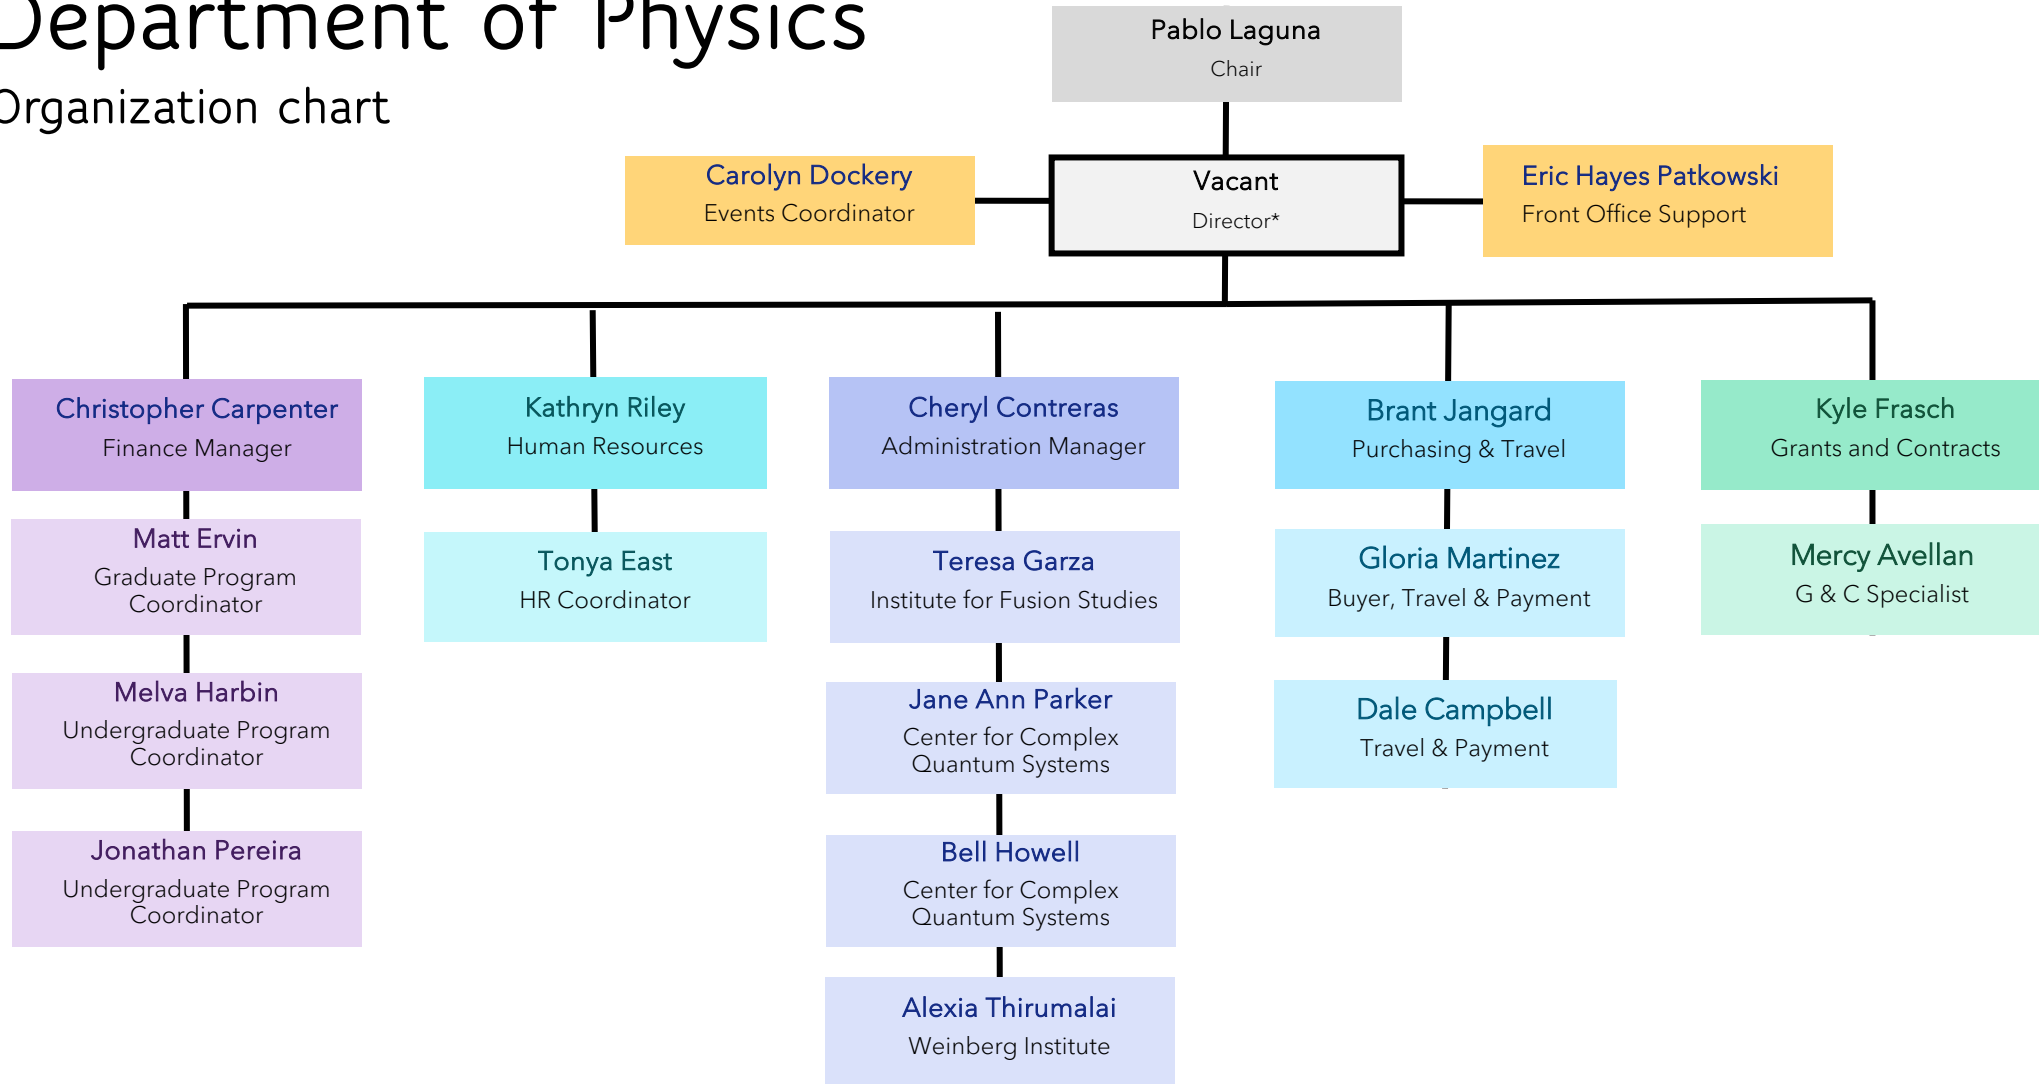 Department of Physics
Organization chart
Pablo Laguna
Chair
Carolyn Dockery
Events Coordinator
Vacant
Director*
Eric Hayes Patkowski
Front Office Support
Christopher Carpenter
Finance Manager
Matt Ervin
Graduate Program
Coordinator
Melva Harbin
Undergraduate Program
Coordinator
Jonathan Pereira
Undergraduate Program
Coordinator
Kathryn Riley
Human Resources
Tonya East
HR Coordinator
Cheryl Contreras
Administration Manager
Teresa Garza
Institute for Fusion Studies
Jane Ann Parker
Center for Complex
Quantum Systems
Bell Howell
Center for Complex
Quantum Systems
Alexia Thirumalai
Weinberg Institute
Brant Jangard
Purchasing & Travel
Gloria Martinez
Buyer, Travel & Payment
Dale Campbell
Travel & Payment
Kyle Frasch
Grants and Contracts
Mercy Avellan
G & C Specialist